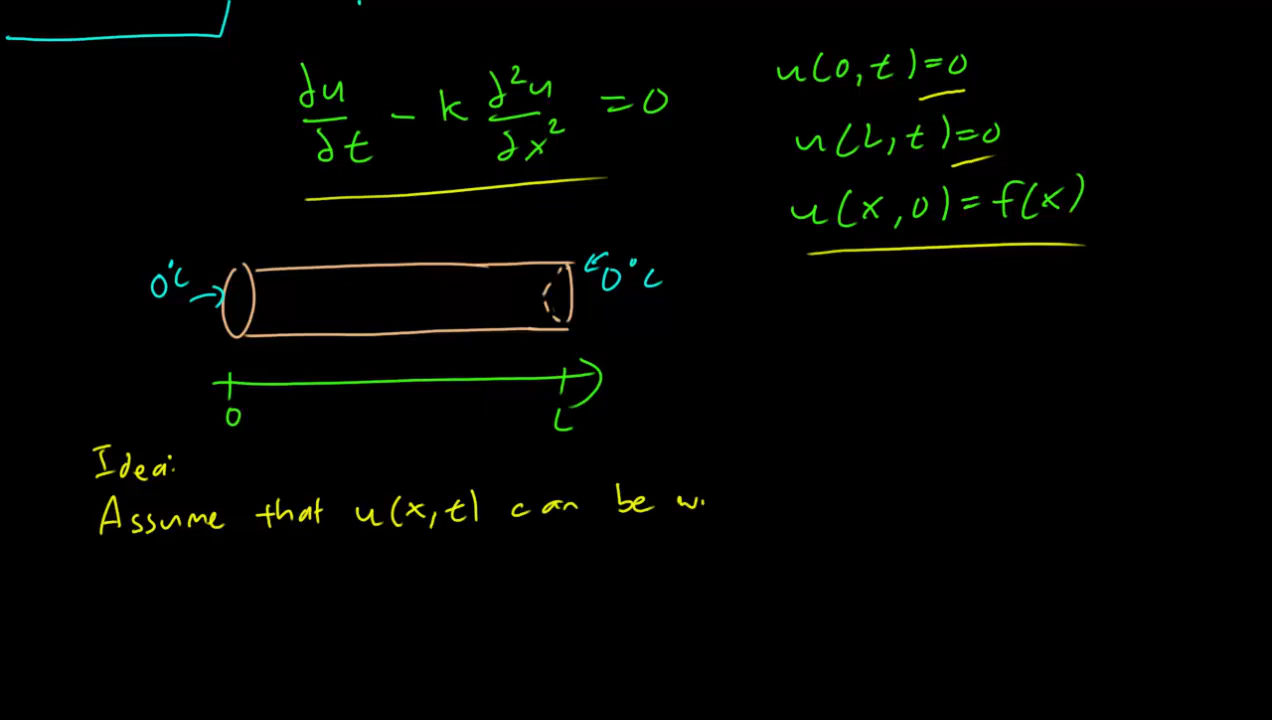 ∂u/∂t - k ∂²u/∂x² = 0
u(0,t)=0
u(L,t)=0
u(x,0)=f(x)
0°C
0°C
0
L
Idea:
Assume that u(x,t) can be w